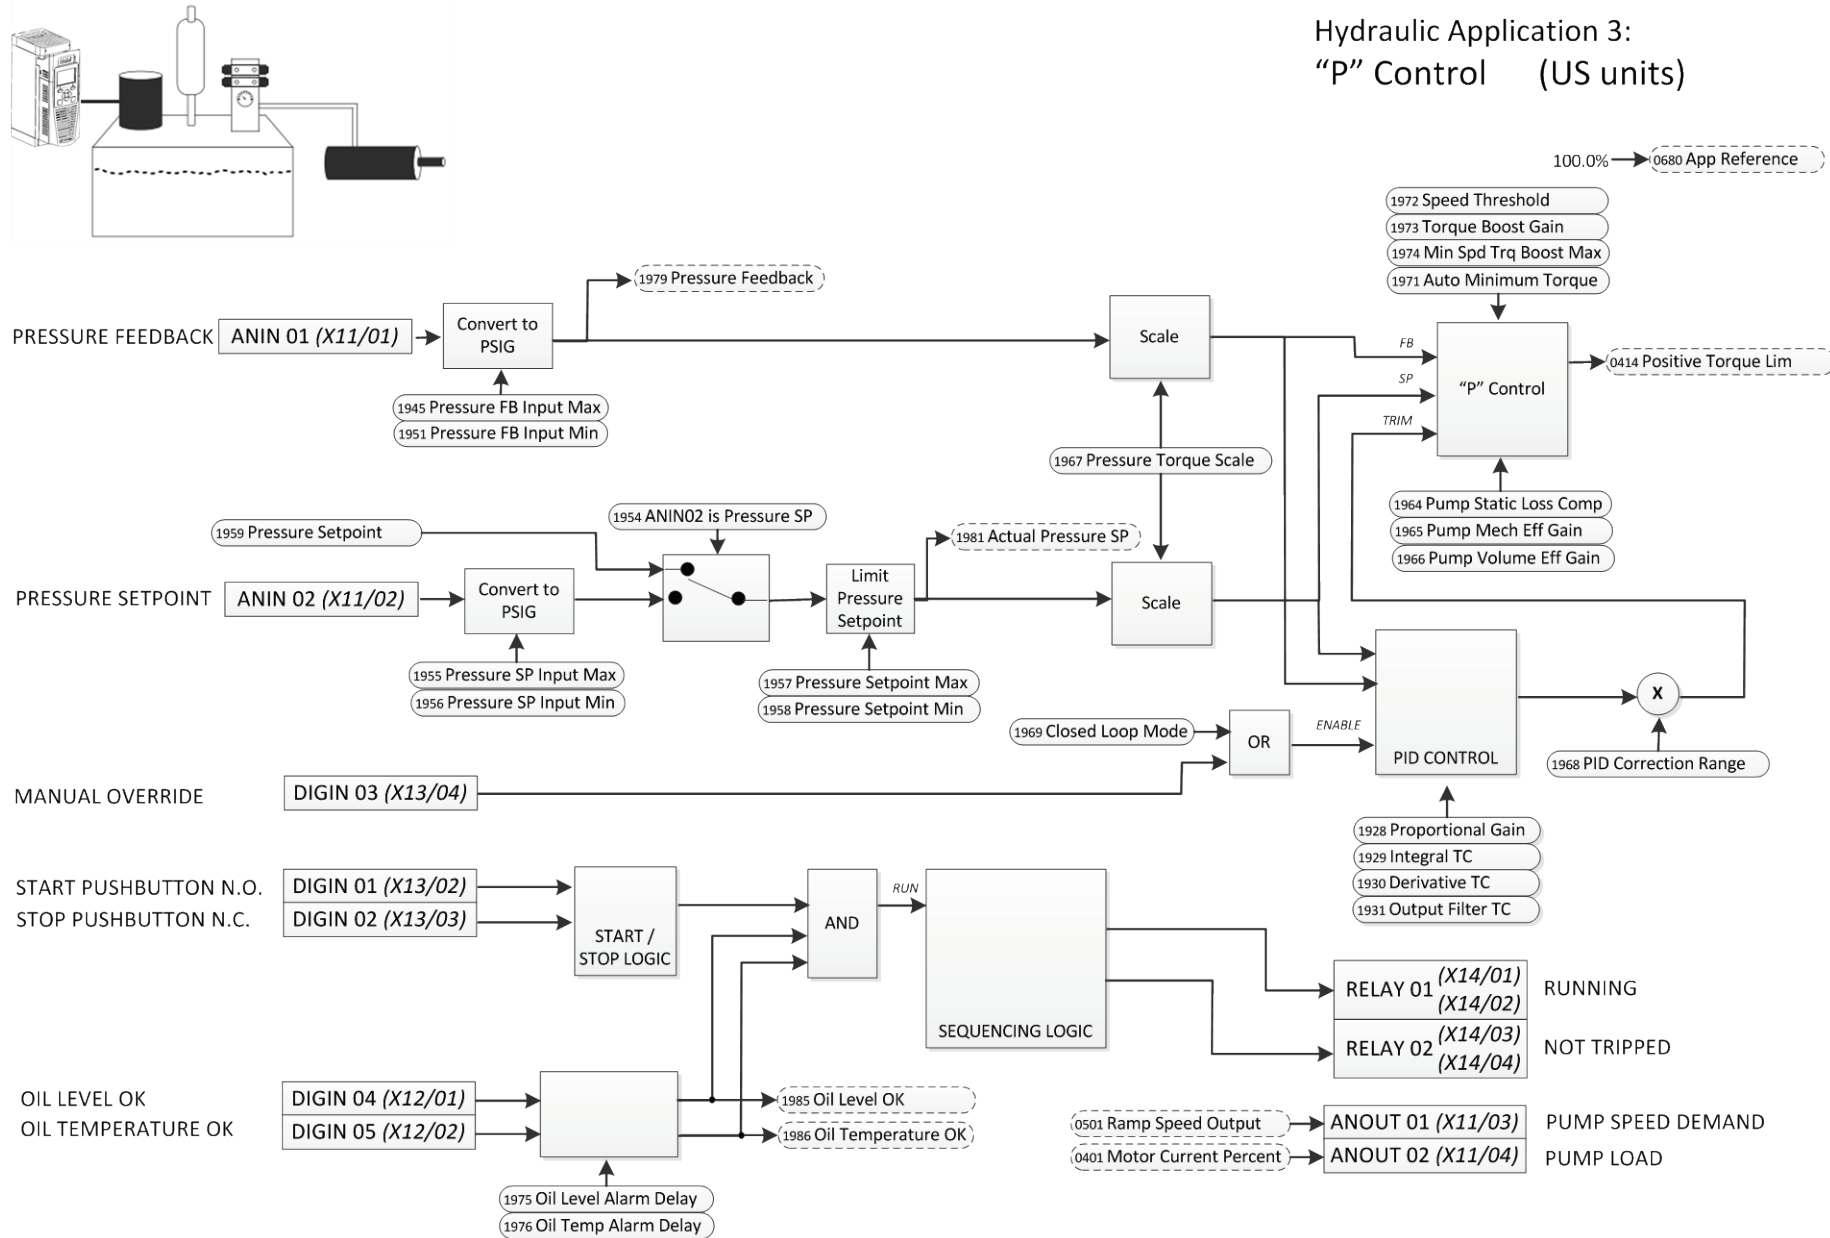 Hydraulic Application 3:
“P” Control (US units)
100.0%
0680 App Reference
1972 Speed Threshold
1973 Torque Boost Gain
1974 Min Spd Trq Boost Max
1971 Auto Minimum Torque
1979 Pressure Feedback
PRESSURE FEEDBACK
ANIN 01 (X11/01)
Convert to
PSIG
Scale
FB
SP
TRIM
“P” Control
0414 Positive Torque Lim
1945 Pressure FB Input Max
1951 Pressure FB Input Min
1967 Pressure Torque Scale
1964 Pump Static Loss Comp
1965 Pump Mech Eff Gain
1966 Pump Volume Eff Gain
1959 Pressure Setpoint
1954 ANIN02 is Pressure SP
1981 Actual Pressure SP
PRESSURE SETPOINT
ANIN 02 (X11/02)
Convert to
PSIG
Limit
Pressure
Setpoint
Scale
1955 Pressure SP Input Max
1956 Pressure SP Input Min
1957 Pressure Setpoint Max
1958 Pressure Setpoint Min
1969 Closed Loop Mode
OR
ENABLE
PID CONTROL
X
1968 PID Correction Range
MANUAL OVERRIDE
DIGIN 03 (X13/04)
1928 Proportional Gain
1929 Integral TC
1930 Derivative TC
1931 Output Filter TC
START PUSHBUTTON N.O.
DIGIN 01 (X13/02)
STOP PUSHBUTTON N.C.
DIGIN 02 (X13/03)
START /
STOP LOGIC
AND
RUN
SEQUENCING LOGIC
RELAY 01 (X14/01)
(X14/02)
RUNNING
RELAY 02 (X14/03)
(X14/04)
NOT TRIPPED
OIL LEVEL OK
DIGIN 04 (X12/01)
OIL TEMPERATURE OK
DIGIN 05 (X12/02)
1985 Oil Level OK
1986 Oil Temperature OK
1975 Oil Level Alarm Delay
1976 Oil Temp Alarm Delay
0501 Ramp Speed Output
ANOUT 01 (X11/03)
PUMP SPEED DEMAND
0401 Motor Current Percent
ANOUT 02 (X11/04)
PUMP LOAD